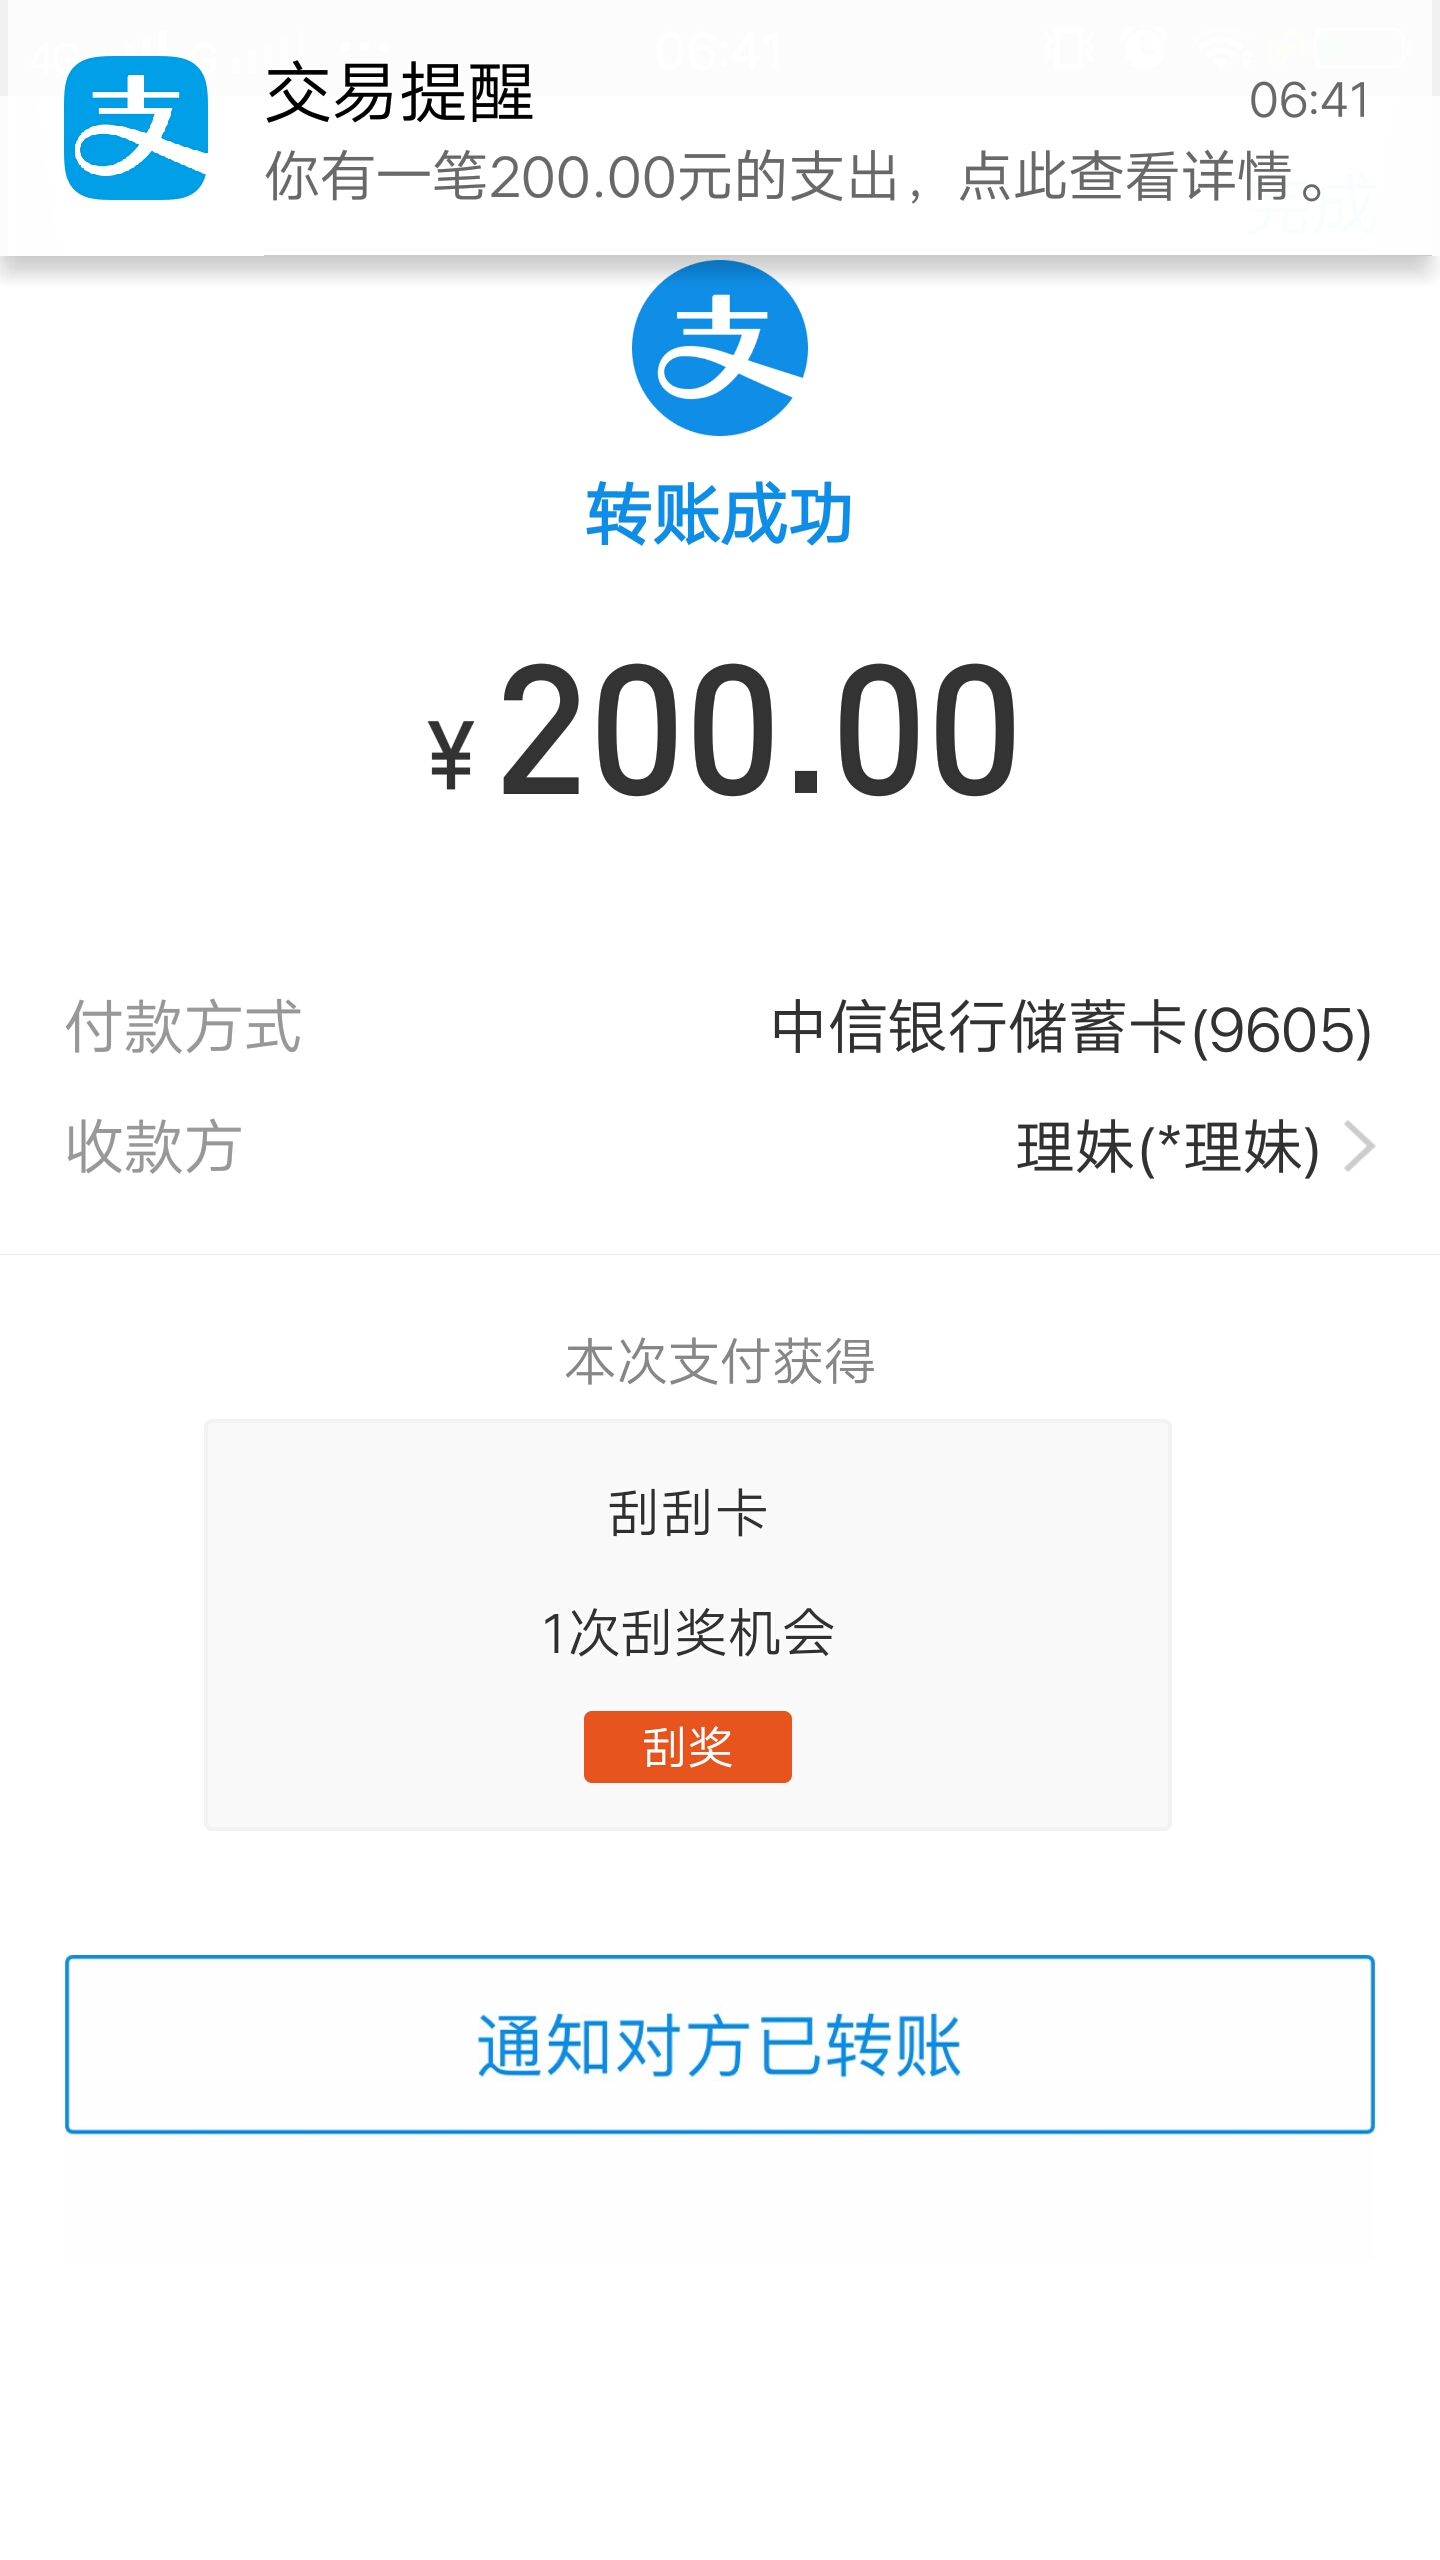 交易提醒
06:41
你有一笔200.00元的支出，点此查看详情。
完成
转账成功
¥200.00
付款方式
中信银行储蓄卡(9605)
收款方
理妹(*理妹)
本次支付获得
刮刮卡
1次刮奖机会
刮奖
通知对方已转账